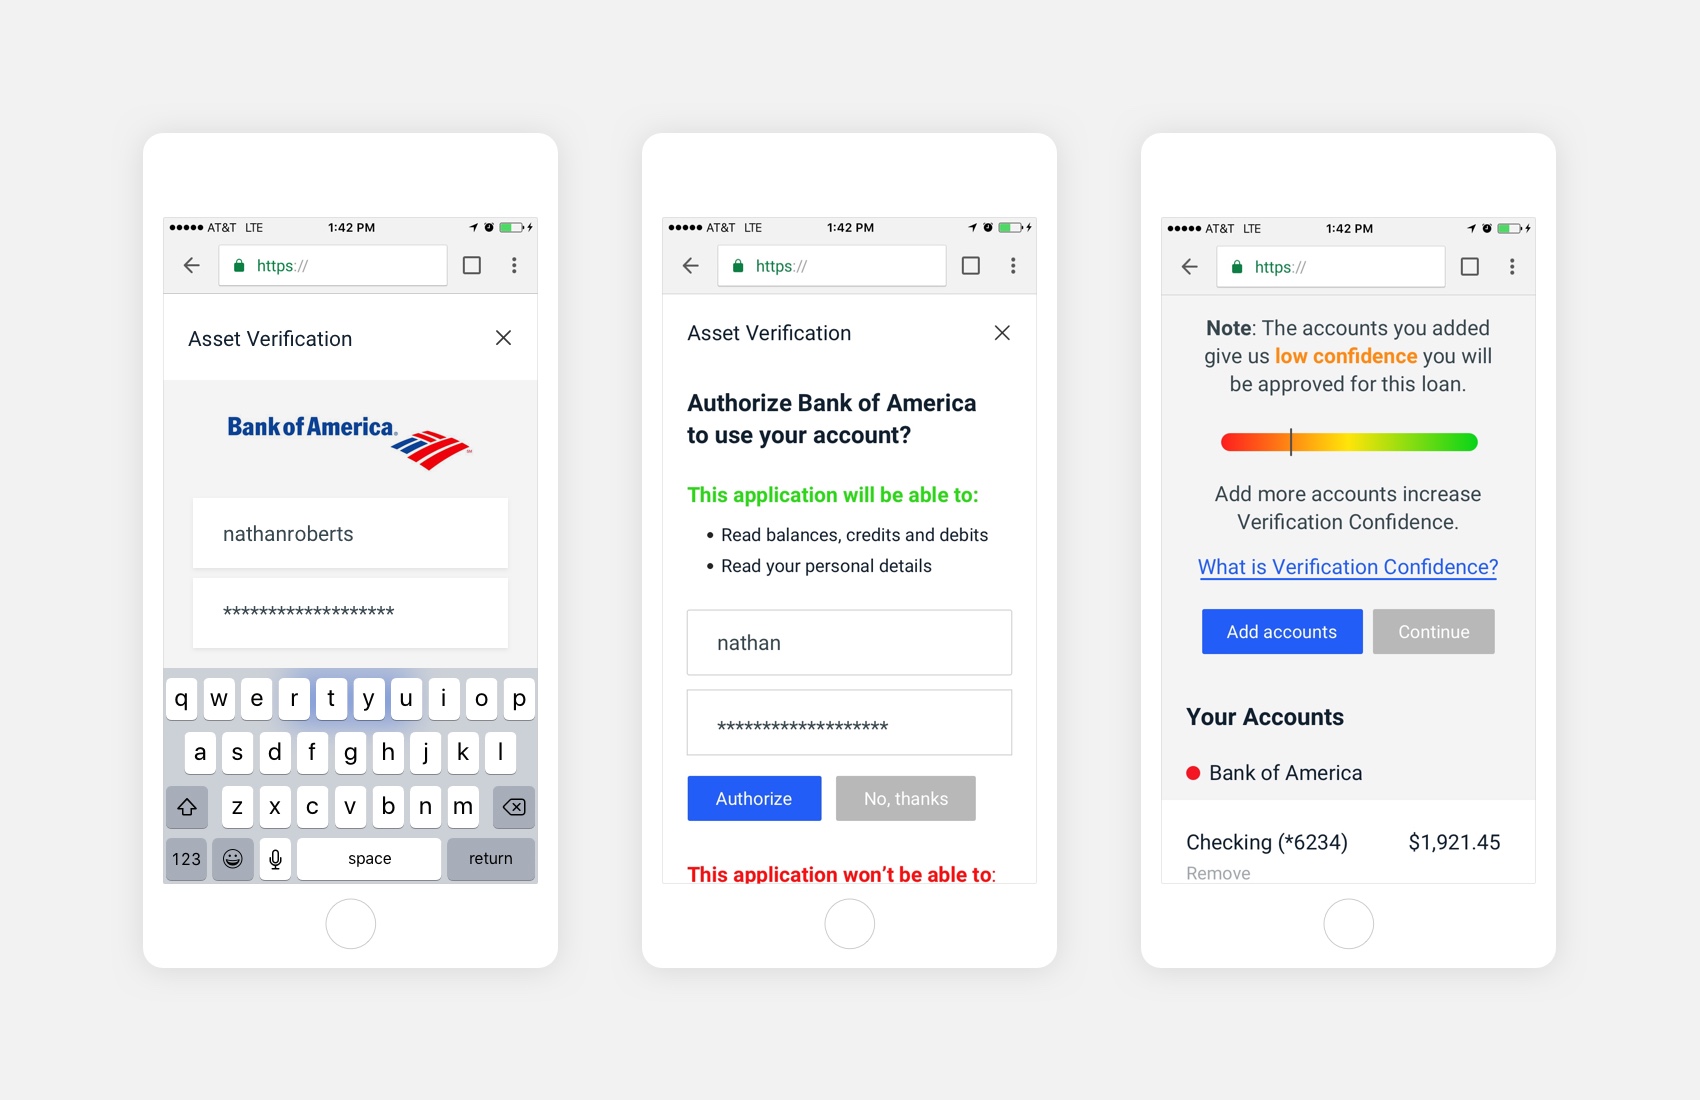 AT&T LTE 1:42 PM
https://
Asset Verification
Bank of America
nathanroberts
*******************
q w e r t y u i o p
a s d f g h j k l
z x c v b n m
123 space return
AT&T LTE 1:42 PM
https://
Asset Verification
Authorize Bank of America
to use your account?
This application will be able to:
• Read balances, credits and debits
• Read your personal details
nathan
*******************
Authorize No, thanks
This application won’t be able to:
AT&T LTE 1:42 PM
https://
Note: The accounts you added
give us low confidence you will
be approved for this loan.
Add more accounts increase
Verification Confidence.
What is Verification Confidence?
Add accounts Continue
Your Accounts
Bank of America
Checking (*6234) $1,921.45
Remove